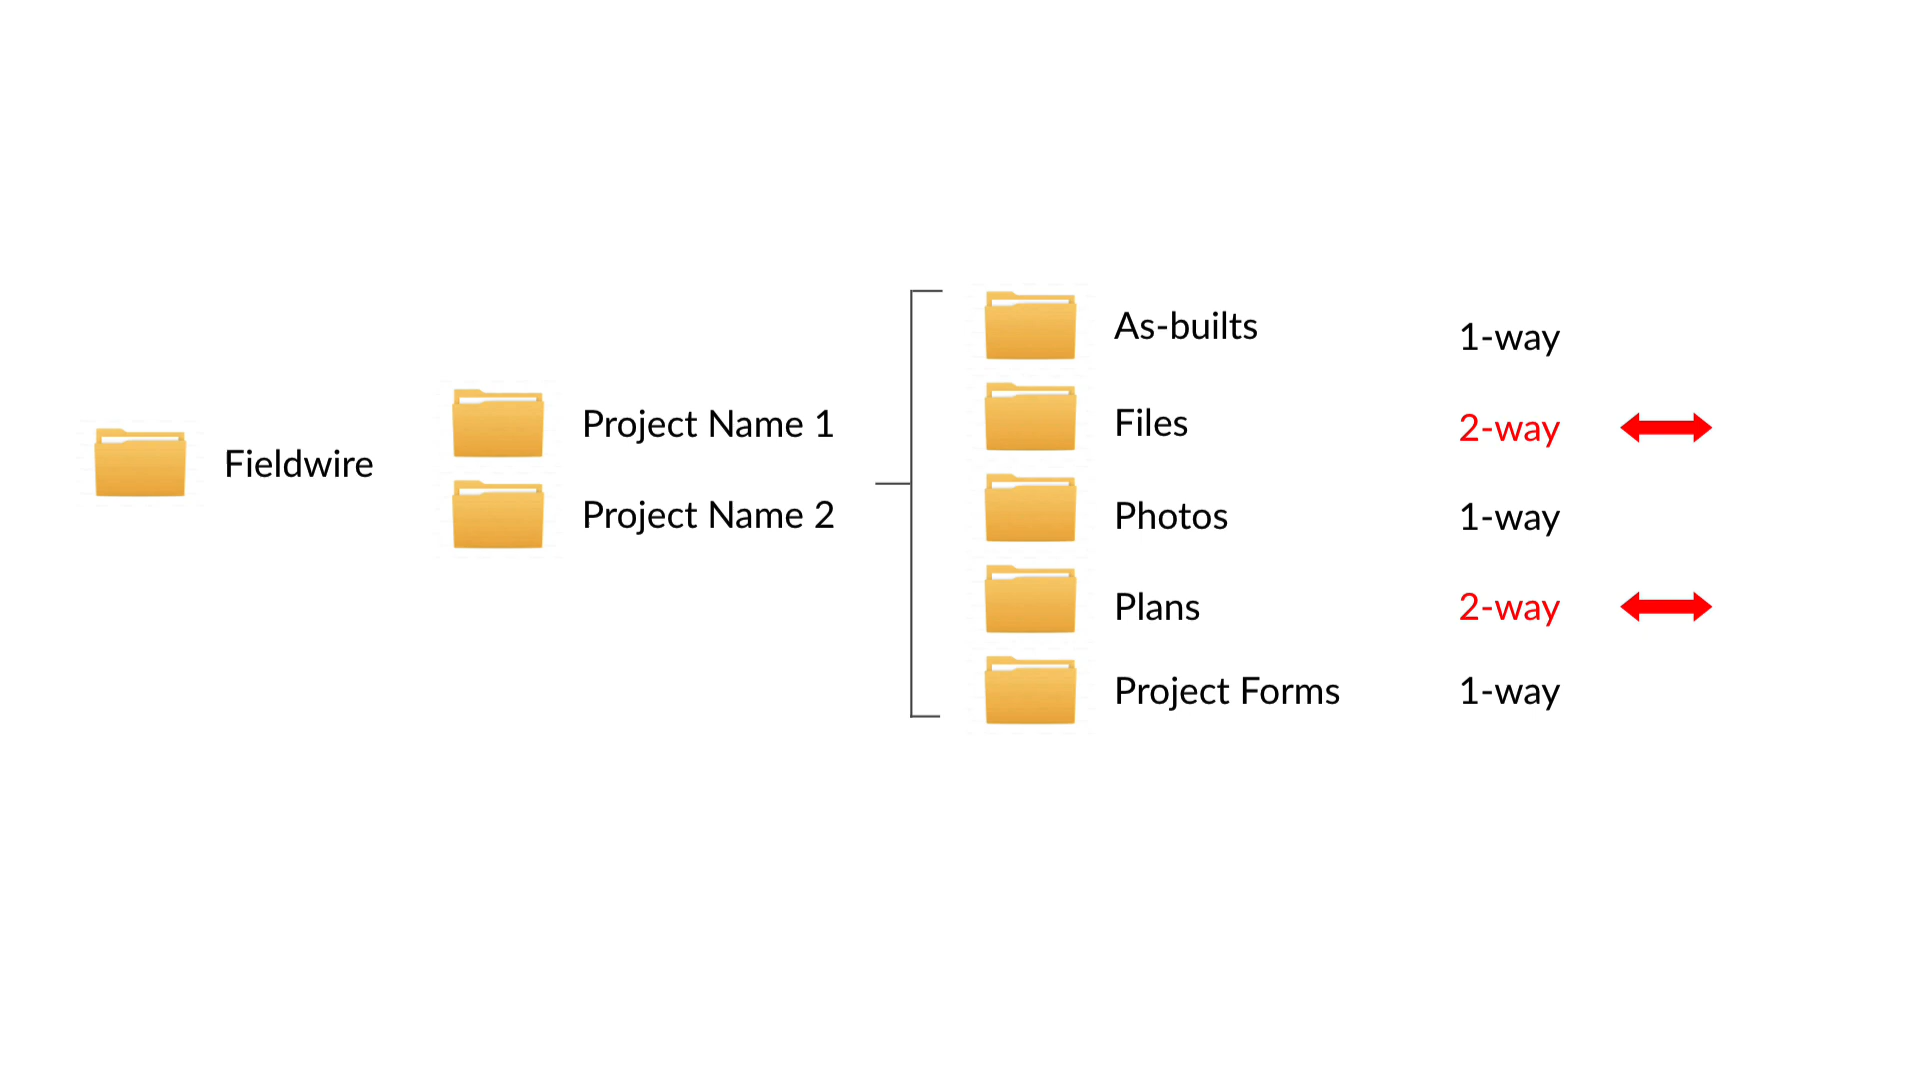 Fieldwire
Project Name 1
Project Name 2
As-builts 1-way
Files 2-way
Photos 1-way
Plans 2-way
Project Forms 1-way